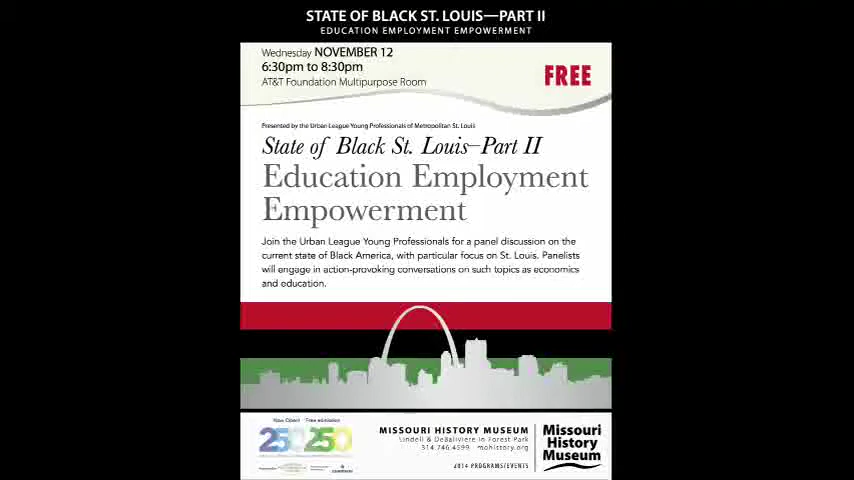 STATE OF BLACK ST. LOUIS—PART II
EDUCATION EMPLOYMENT EMPOWERMENT
Wednesday NOVEMBER 12
6:30pm to 8:30pm
AT&T Foundation Multipurpose Room
FREE
Presented by the Urban League Young Professionals of Metropolitan St. Louis
State of Black St. Louis—Part II
Education Employment
Empowerment
Join the Urban League Young Professionals for a panel discussion on the
current state of Black America, with particular focus on St. Louis. Panelists
will engage in action-provoking conversations on such topics as economics
and education.
Now Open! Free admission
250 250
MISSOURI HISTORY MUSEUM
Lindell & DeBaliviere in Forest Park
314.746.4599 mohistory.org
2014 PROGRAMS/EVENTS
Missouri
History
Museum